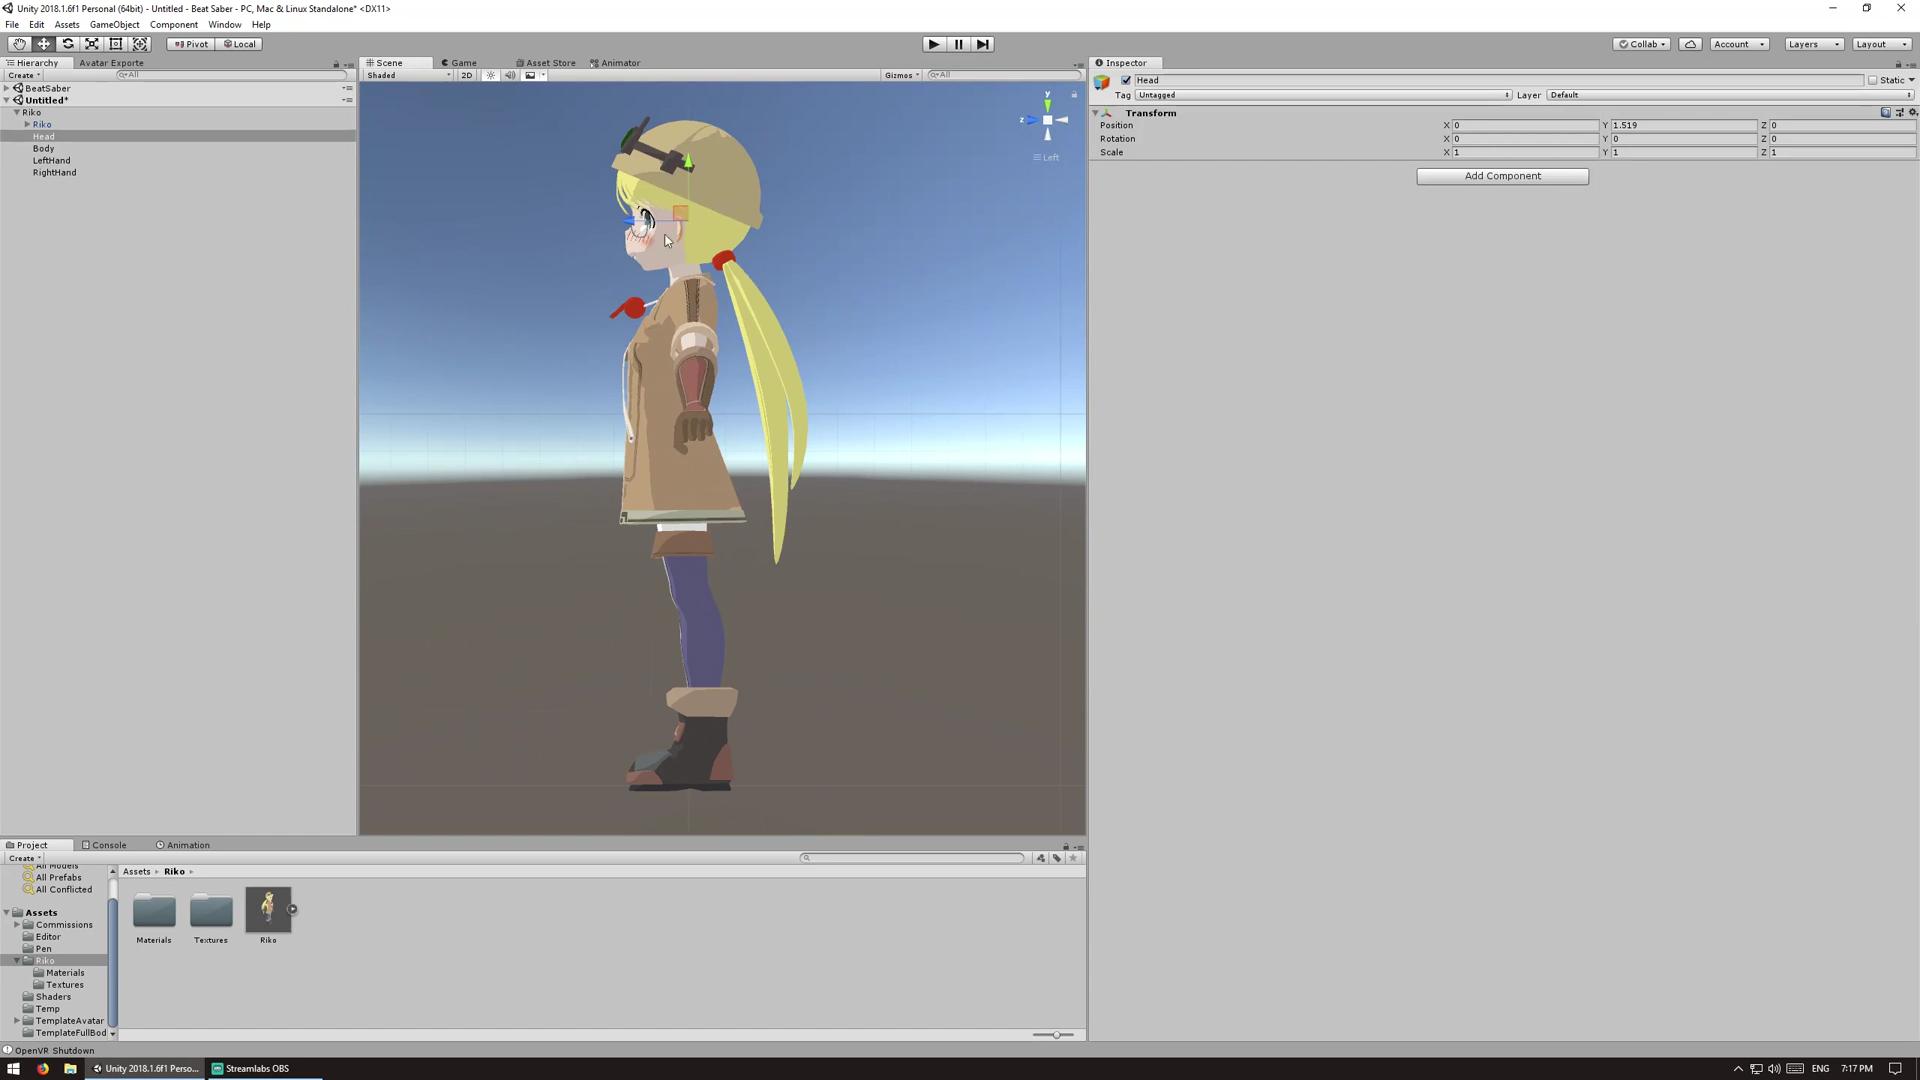 Unity 2018.1.6f1 Personal (64bit) - Untitled - Beat Saber - PC, Mac & Linux Standalone* <DX11>
File Edit Assets GameObject Component Window Help
Pivot Local Collab Account Layers Layout
Hierarchy Avatar Exporte
Create All
BeatSaber
Untitled*
Riko
Riko
Head
Body
LeftHand
RightHand
Scene Game Asset Store Animator
Shaded 2D Gizmos All
y
z
Left
Inspector
Head Static
Tag Untagged Layer Default
Transform
Position X 0 Y 1.519 Z 0
Rotation X 0 Y 0 Z 0
Scale X 1 Y 1 Z 1
Add Component
Project Console Animation
Create
All Models
All Prefabs
All Conflicted
Assets
Commissions
Editor
Pen
Riko
Materials
Textures
Shaders
Temp
TemplateAvatar
TemplateFullBod
Assets Riko
Materials Textures Riko
OpenVR Shutdown
Unity 2018.1.6f1 Perso... Streamlabs OBS ENG 7:17 PM